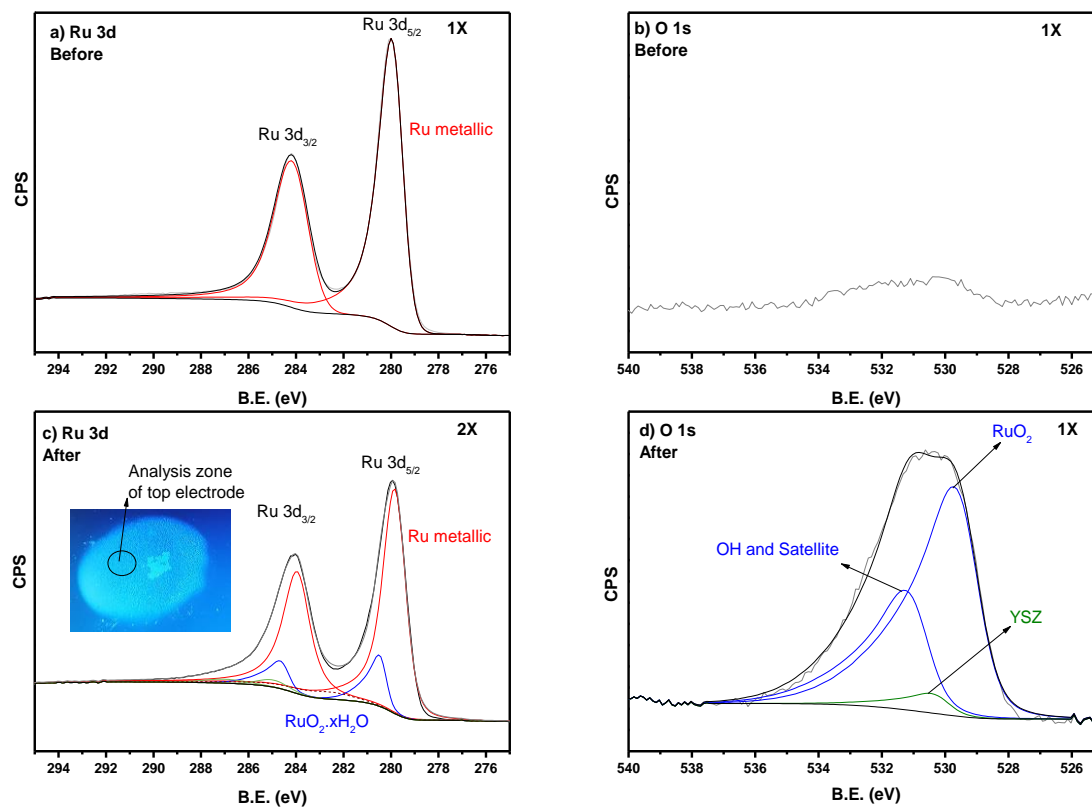 a) Ru 3d
Before
1X
Ru 3d5/2
Ru 3d3/2
Ru metallic
CPS
294 292 290 288 286 284 282 280 278 276
B.E. (eV)
b) O 1s
Before
1X
CPS
540 538 536 534 532 530 528 526
B.E. (eV)
c) Ru 3d
After
2X
Analysis zone
of top electrode
Ru 3d5/2
Ru 3d3/2
Ru metallic
RuO2.xH2O
CPS
294 292 290 288 286 284 282 280 278 276
B.E. (eV)
d) O 1s
After
1X
RuO2
OH and Satellite
YSZ
CPS
540 538 536 534 532 530 528 526
B.E. (eV)